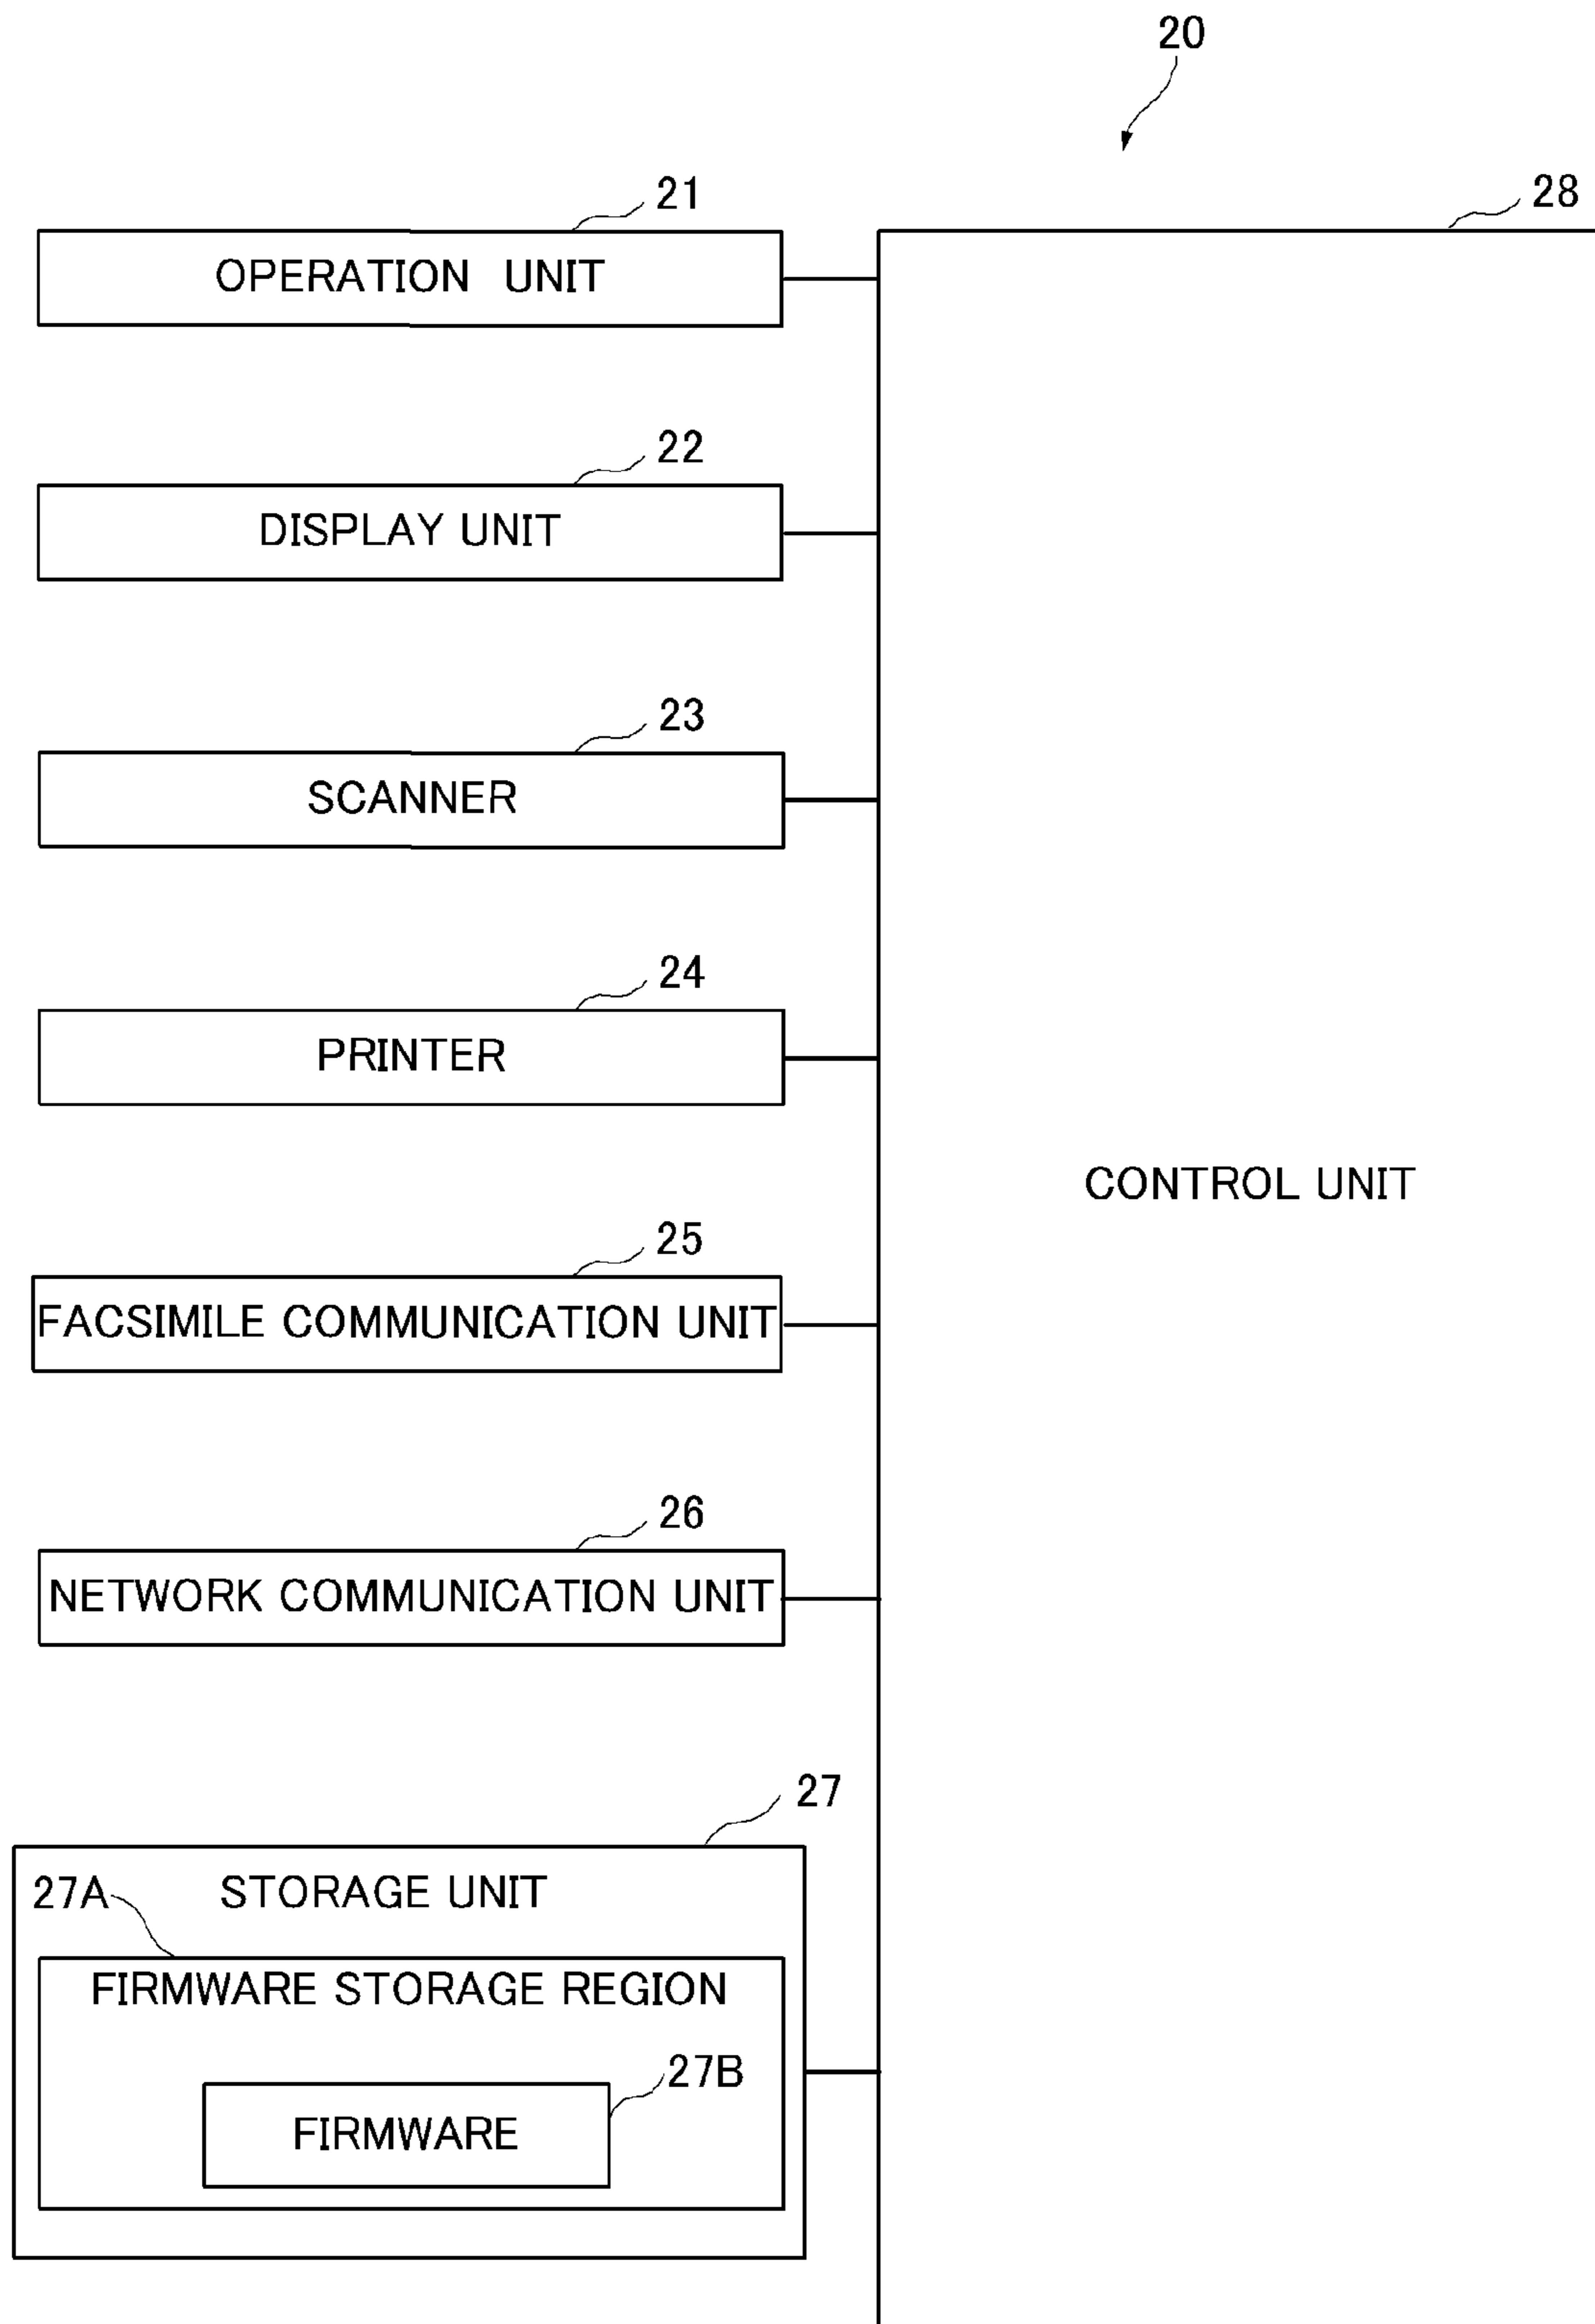 20
21
28
OPERATION UNIT
22
DISPLAY UNIT
23
SCANNER
24
PRINTER
CONTROL UNIT
25
FACSIMILE COMMUNICATION UNIT
26
NETWORK COMMUNICATION UNIT
27
27A
STORAGE UNIT
FIRMWARE STORAGE REGION
27B
FIRMWARE